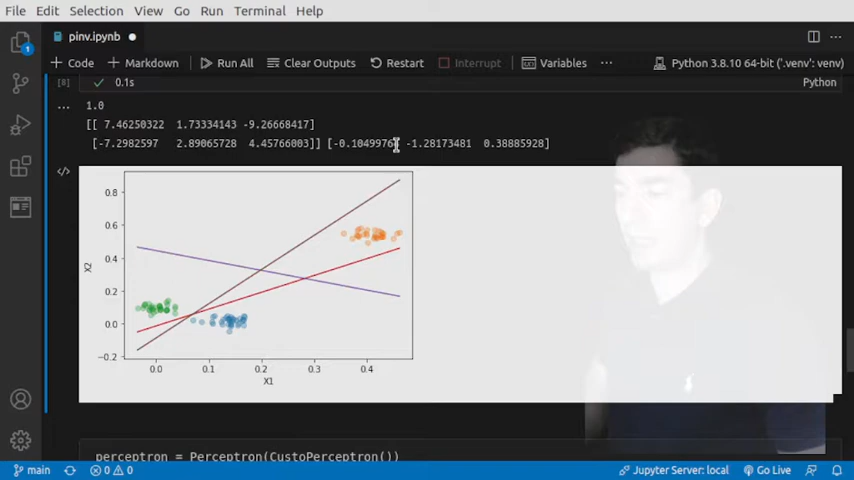 File Edit Selection View Go Run Terminal Help
pinv.ipynb
+ Code + Markdown Run All Clear Outputs Restart Interrupt Variables ... Python 3.8.10 64-bit ('.venv': venv)
[8] 0.1s Python
... 1.0
[[ 7.46250322 1.73334143 -9.26668417]
[-7.2982597 2.89065728 4.45766003]] [-0.1049976 -1.28173481 0.38885928]
0.8
0.6
0.4
0.2
0.0
-0.2
X2
0.0 0.1 0.2 0.3 0.4
X1
perceptron = Perceptron(CustoPerceptron())
main 0 0 Jupyter Server: local Go Live
1